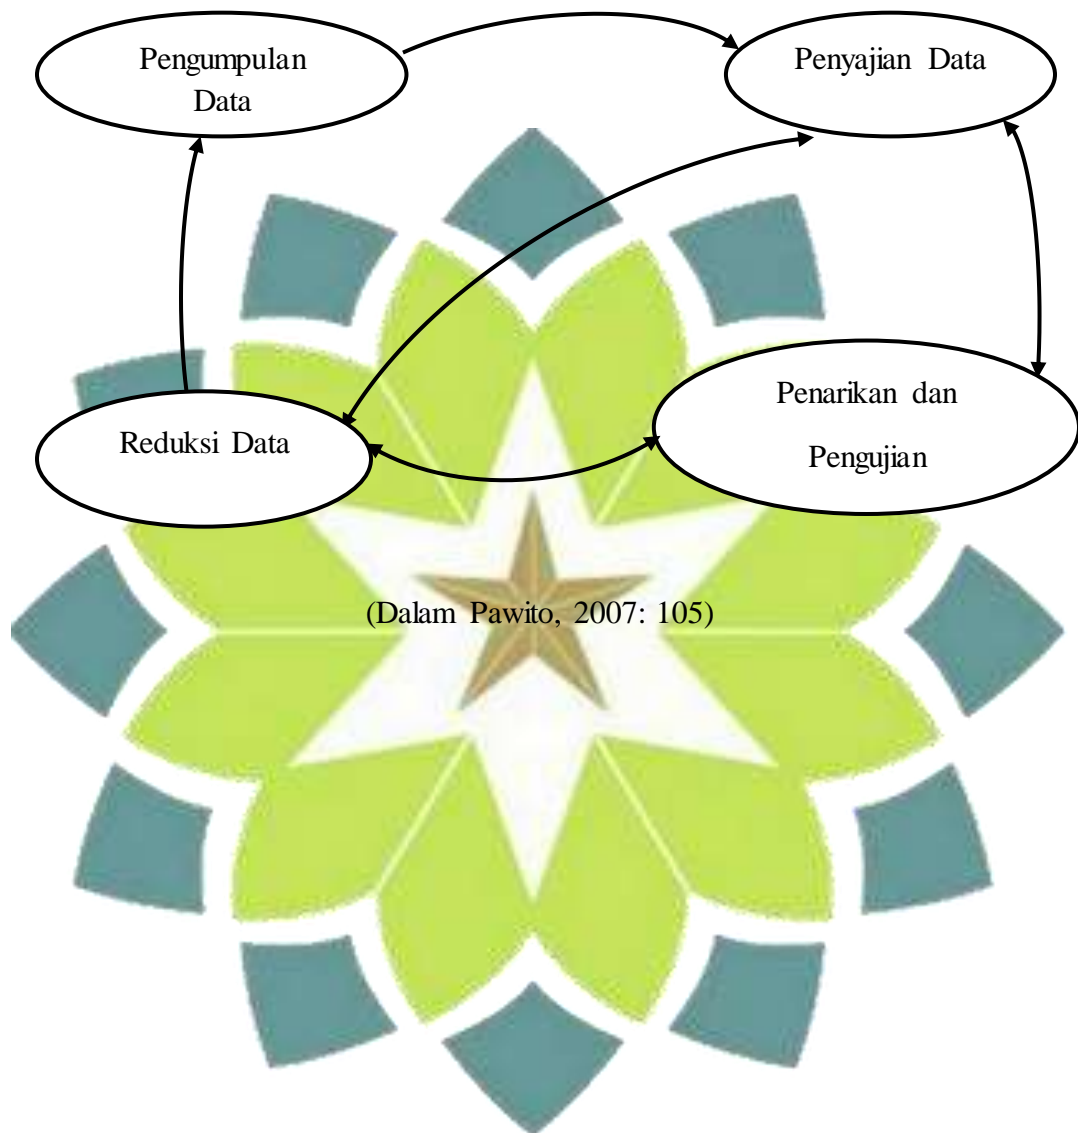 Pengumpulan
Data
Penyajian Data
Reduksi Data
Penarikan dan
Pengujian
(Dalam Pawito, 2007: 105)